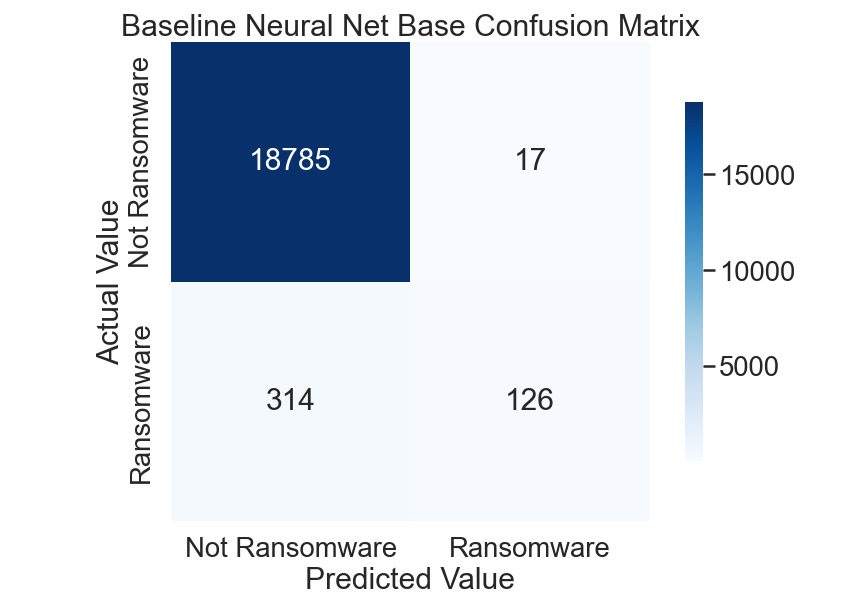 Baseline Neural Net Base Confusion Matrix
Actual Value
Not Ransomware
Ransomware
18785
17
314
126
Not Ransomware
Ransomware
Predicted Value
15000
10000
5000